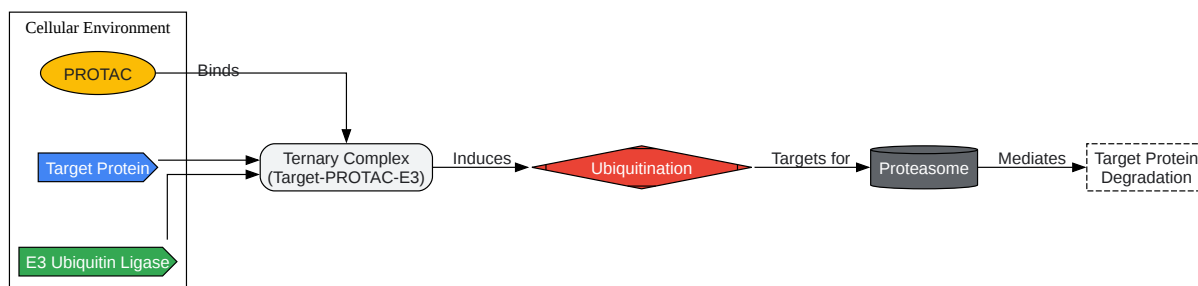 Cellular Environment
PROTAC
Binds
Target Protein
E3 Ubiquitin Ligase
Ternary Complex
(Target-PROTAC-E3)
Induces
Ubiquitination
Targets for
Proteasome
Mediates
Target Protein
Degradation